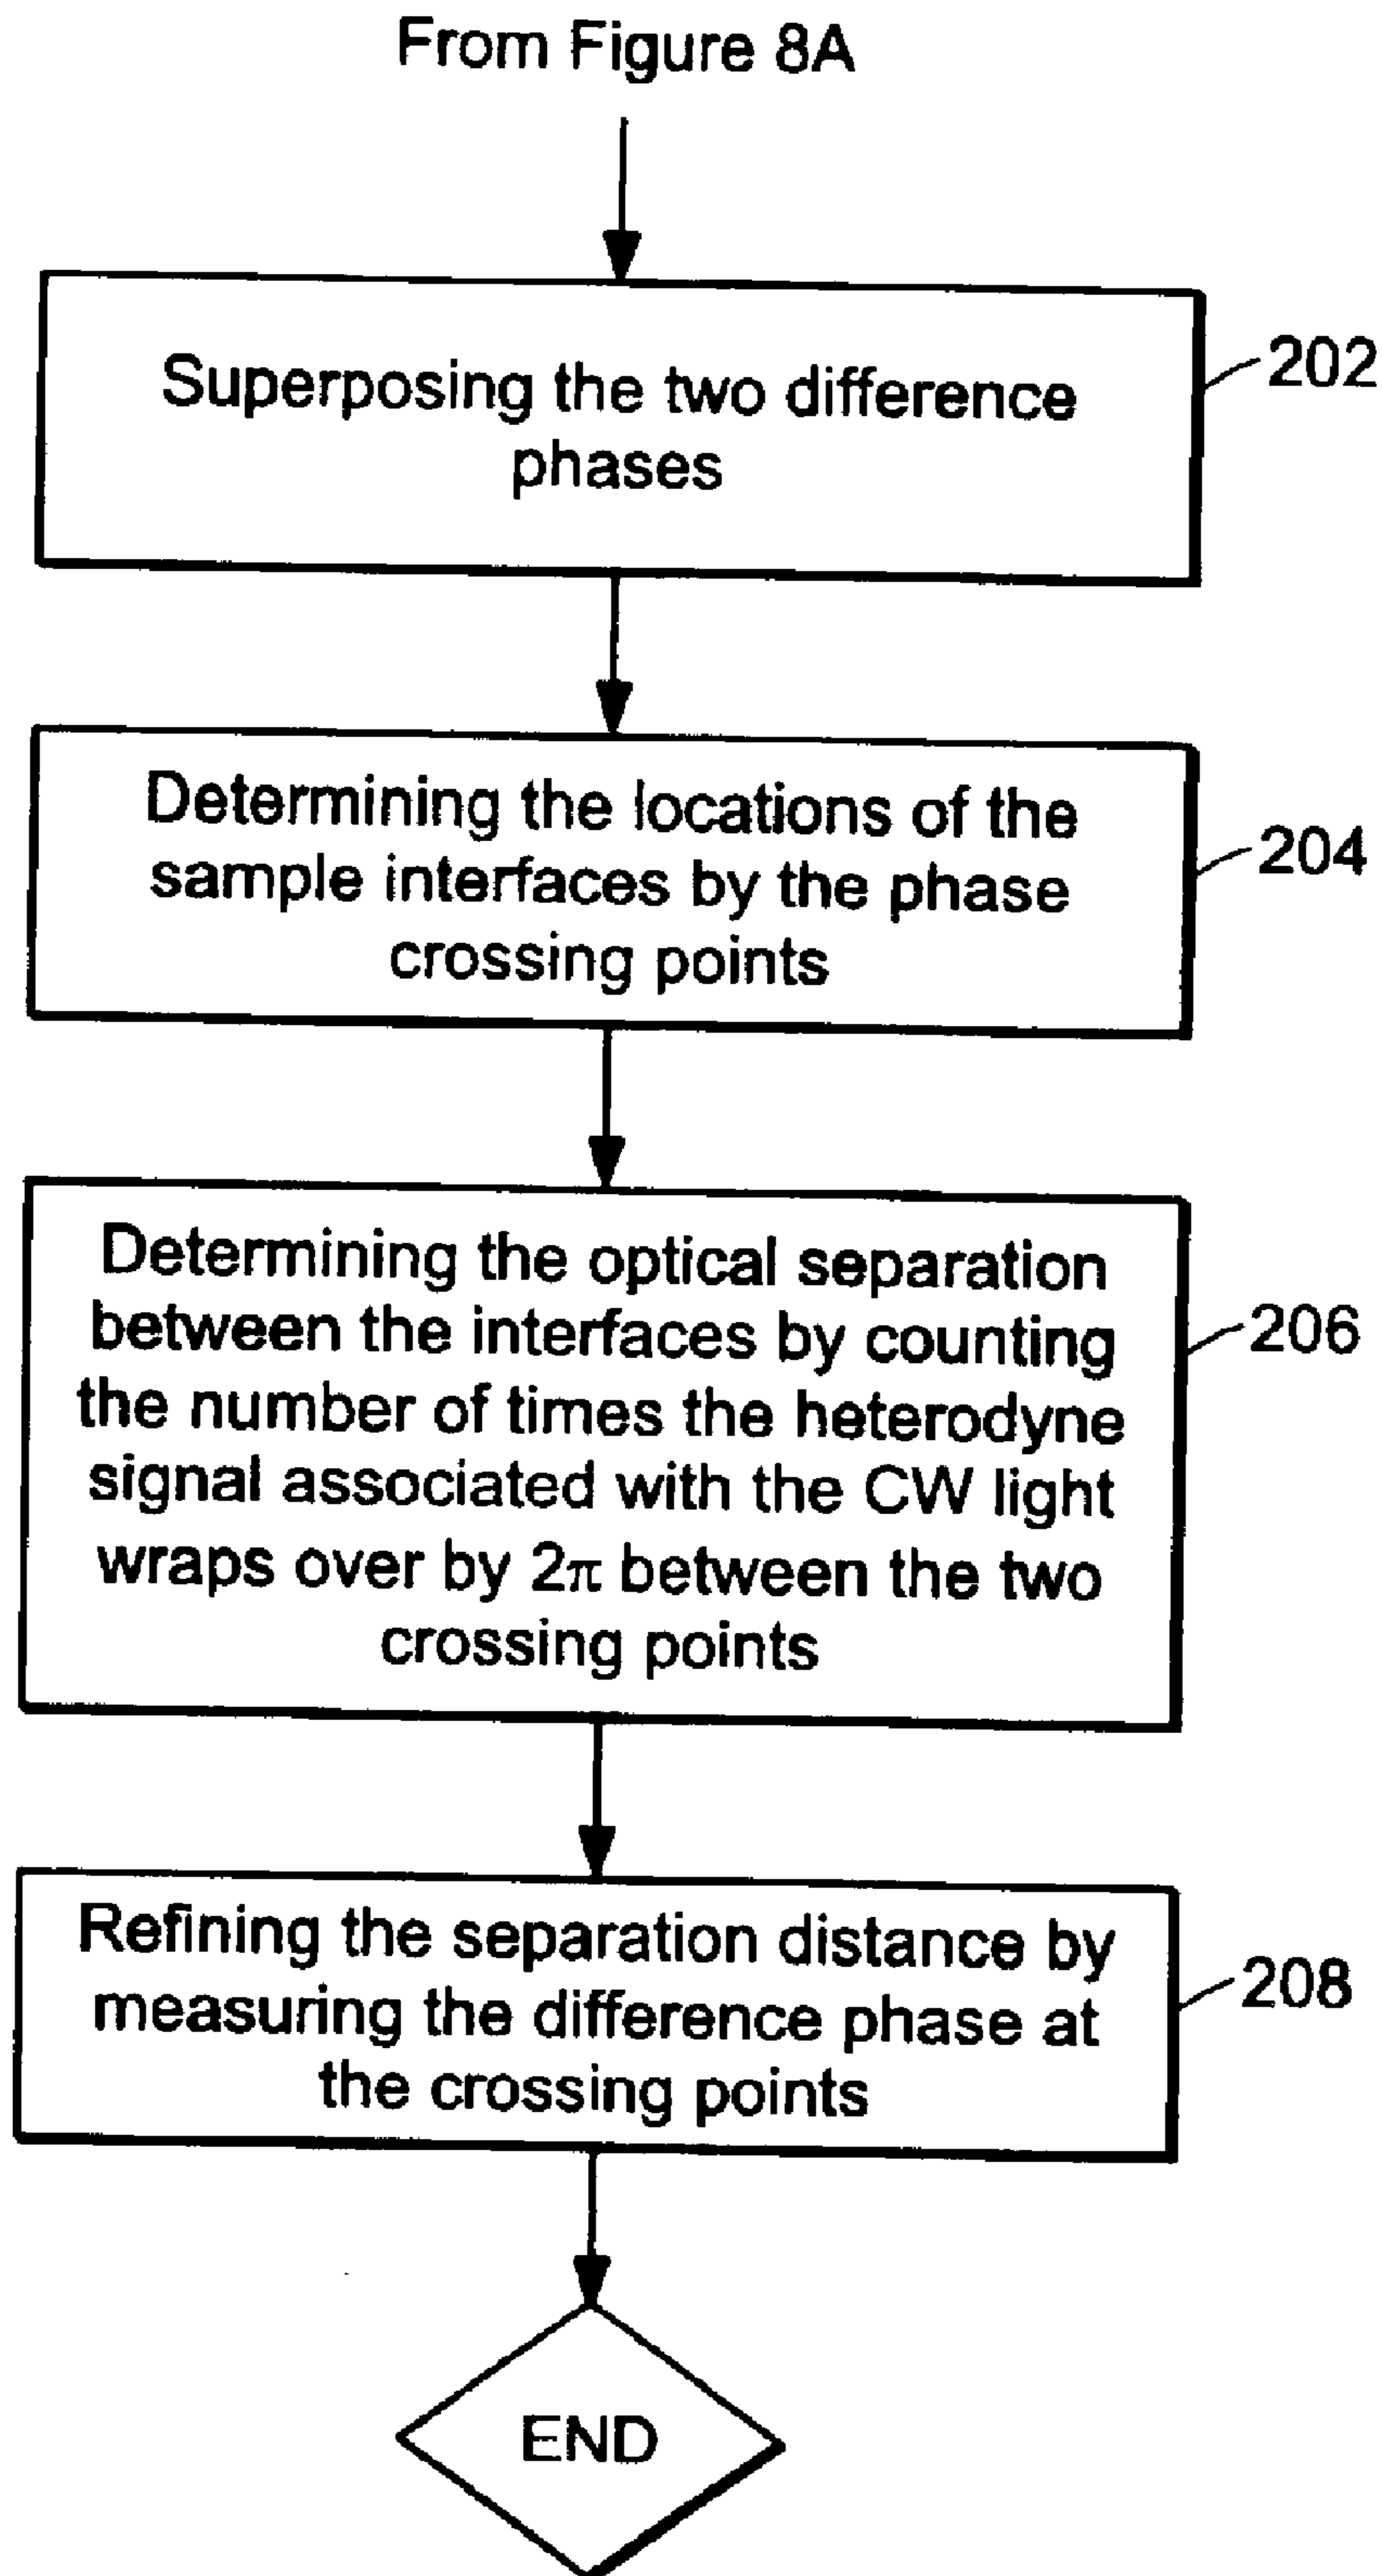 From Figure 8A
Superposing the two difference
phases
202
Determining the locations of the
sample interfaces by the phase
crossing points
204
Determining the optical separation
between the interfaces by counting
the number of times the heterodyne
signal associated with the CW light
wraps over by 2π between the two
crossing points
206
Refining the separation distance by
measuring the difference phase at
the crossing points
208
END